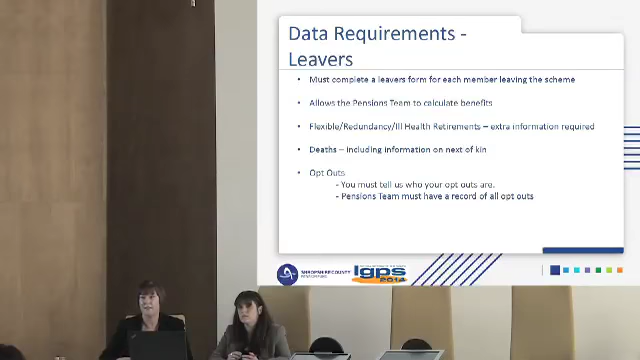 Data Requirements -
Leavers
• Must complete a leavers form for each member leaving the scheme
• Allows the Pensions Team to calculate benefits
• Flexible/Redundancy/Ill Health Retirements – extra information required
• Deaths – including information on next of kin
• Opt Outs
- You must tell us who your opt outs are.
- Pensions Team must have a record of all opt outs
SHROPSHIRE COUNTY
lgps
2014